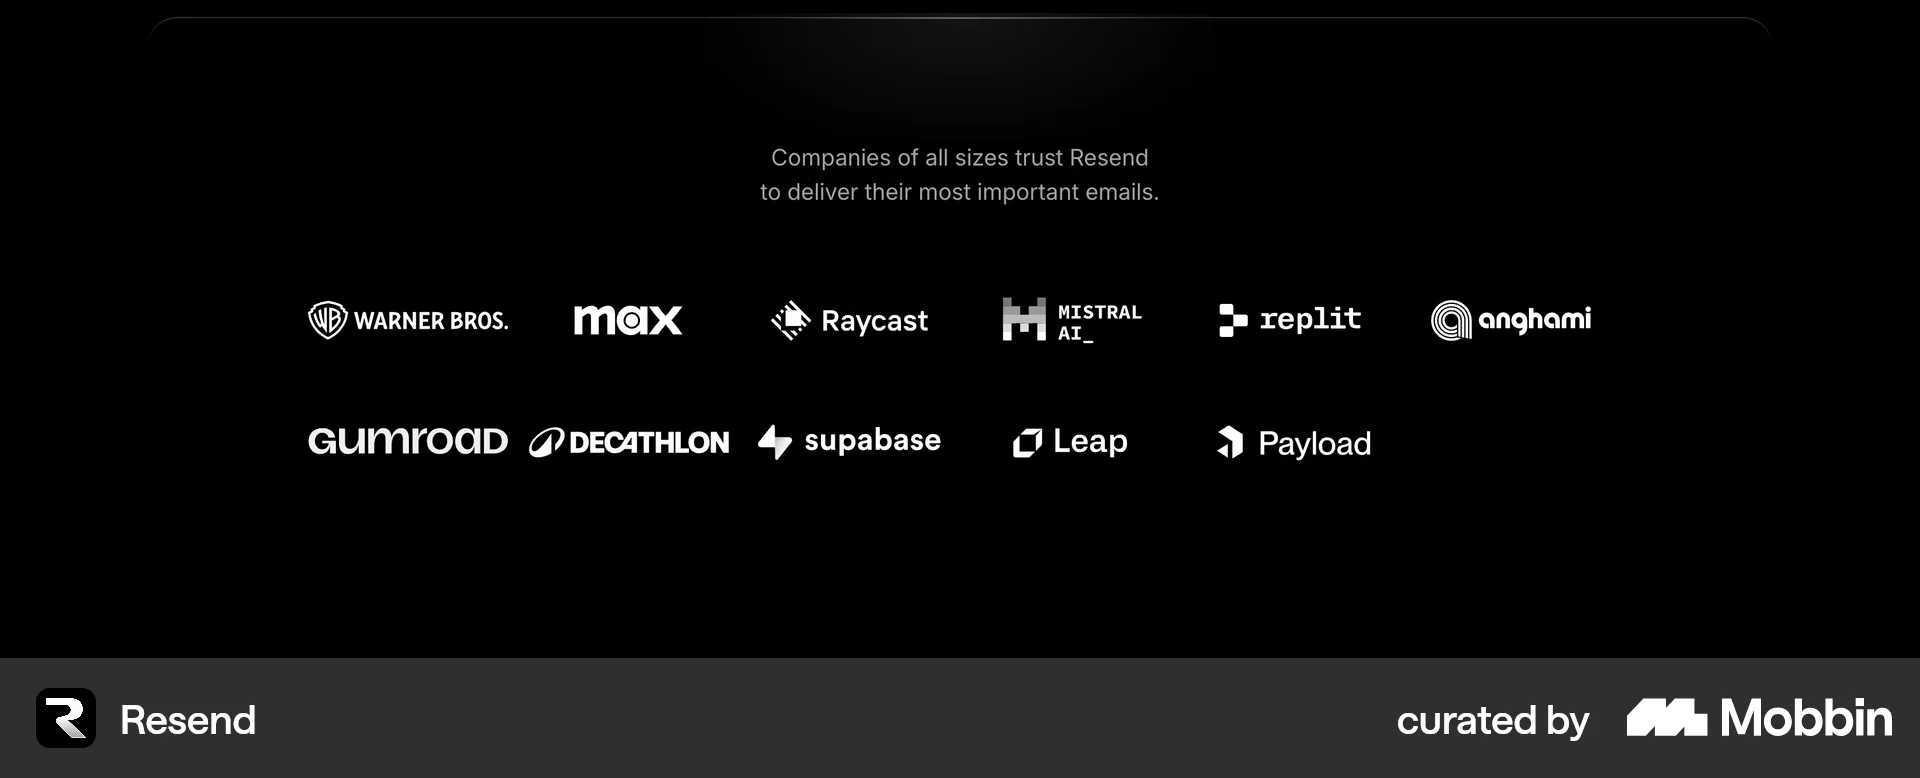 Companies of all sizes trust Resend
to deliver their most important emails.
WB WARNER BROS.
max
Raycast
MISTRAL
AI_
replit
anghami
GUMROAD
DECATHLON
supabase
Leap
Payload
Resend
curated by Mobbin